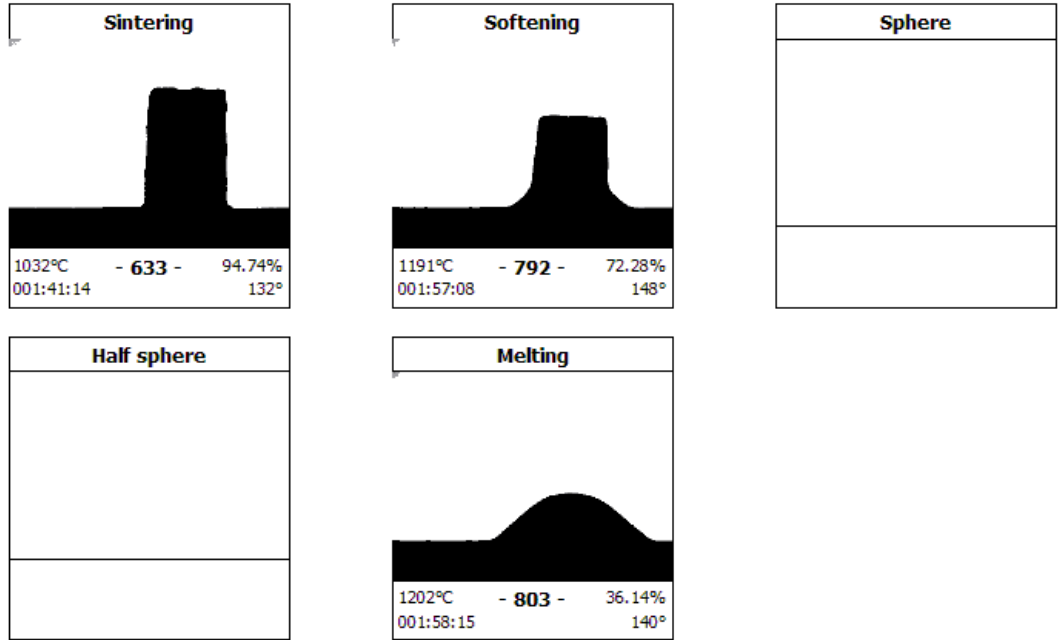 Sintering
1032°C - 633 - 94.74%
001:41:14 132°
Softening
1191°C - 792 - 72.28%
001:57:08 148°
Sphere
Half sphere
Melting
1202°C - 803 - 36.14%
001:58:15 140°